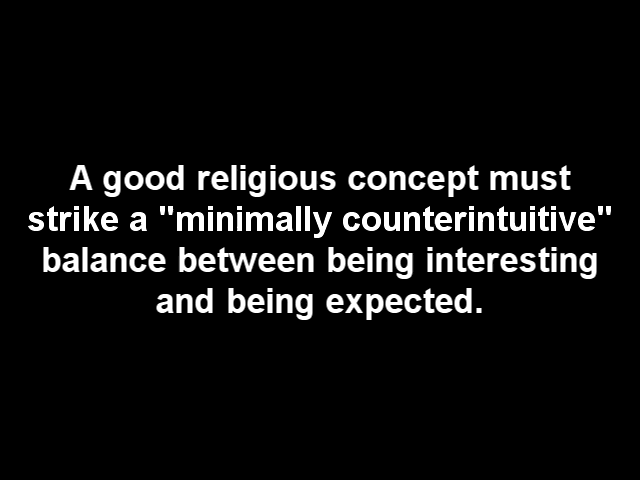 A good religious concept must
strike a "minimally counterintuitive"
balance between being interesting
and being expected.